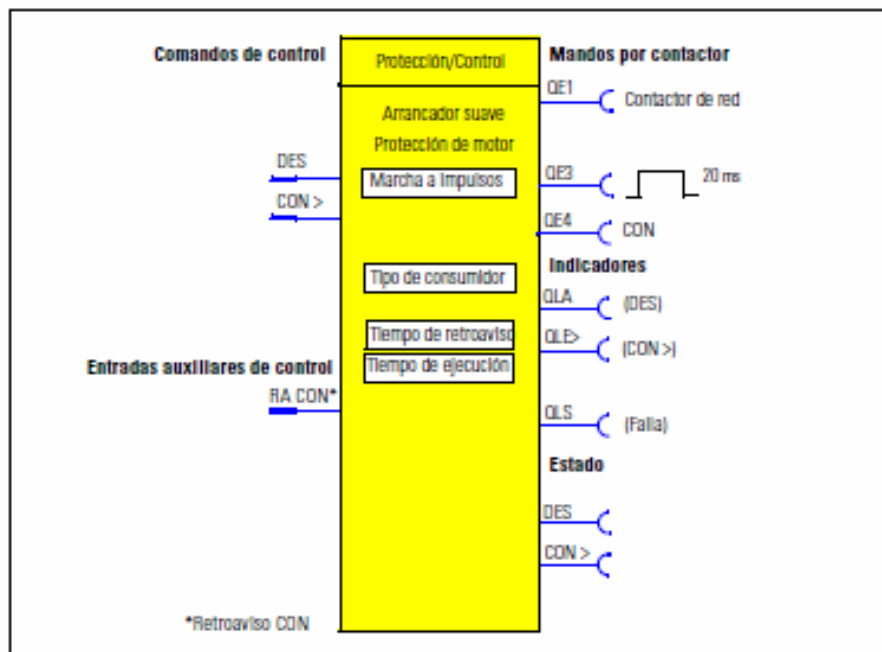 Comandos de control
Protección/Control
Mandos por contactor
QE1
Contactor de red
Arrancador suave
Protección de motor
DES
Marcha a impulsos
QE3
20 ms
CON >
QE4
CON
Indicadores
Tipo de consumidor
QLA
(DES)
Tiempo de retroaviso
QLE>
(CON >)
Entradas auxiliares de control
Tiempo de ejecución
RA CON*
QLS
(Falla)
Estado
DES
CON >
*Retroaviso CON